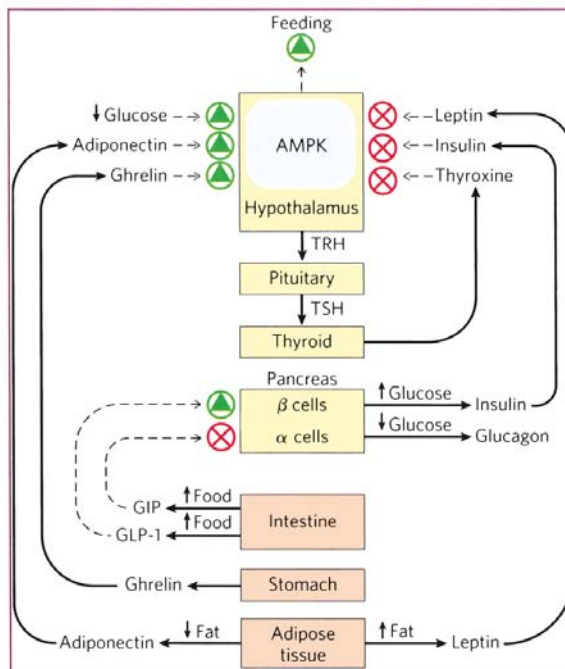 Feeding
↓ Glucose
Adiponectin
Ghrelin
AMPK
Hypothalamus
Leptin
Insulin
Thyroxine
TRH
Pituitary
TSH
Thyroid
Pancreas
β cells
α cells
↑ Glucose
Insulin
↓ Glucose
Glucagon
GIP
↑ Food
GLP-1
↑ Food
Intestine
Ghrelin
Stomach
Adiponectin
↓ Fat
Adipose
tissue
↑ Fat
Leptin